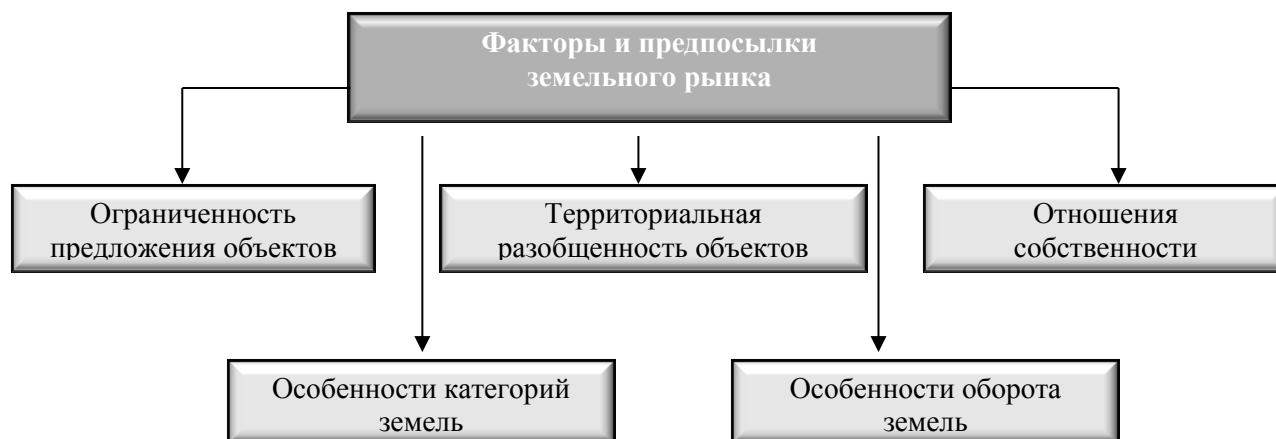 Факторы и предпосылки
земельного рынка
Ограниченность
предложения объектов
Территориальная
разобщенность объектов
Отношения
собственности
Особенности категорий
земель
Особенности оборота
земель